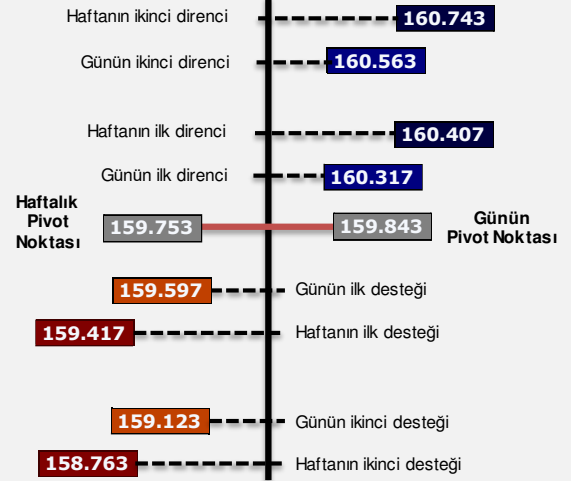 Haftanın ikinci direnci 160.743
Günün ikinci direnci 160.563
Haftanın ilk direnci 160.407
Günün ilk direnci 160.317
Haftalık
Pivot
Noktası
159.753
159.843
Günün
Pivot Noktası
159.597 Günün ilk desteği
159.417 Haftanın ilk desteği
159.123 Günün ikinci desteği
158.763 Haftanın ikinci desteği